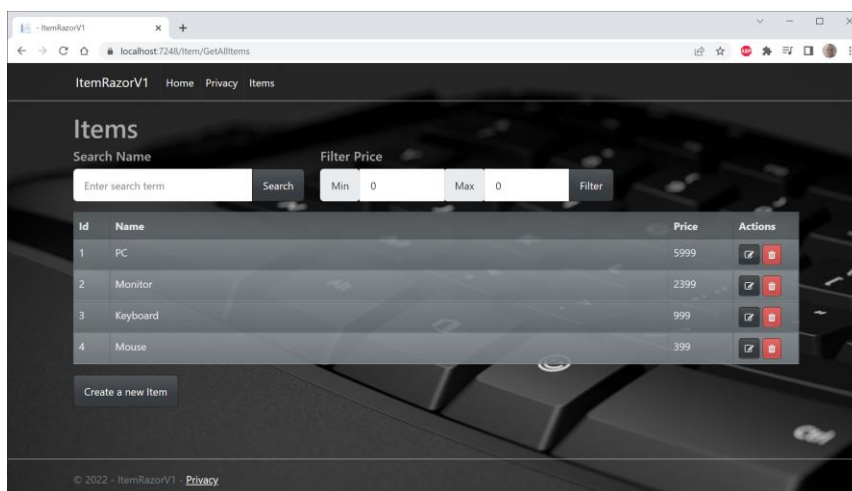 - ItemRazorV1
localhost:7248/Item/GetAllItems
ItemRazorV1 Home Privacy Items
Items
Search Name Filter Price
Enter search term Search Min 0 Max 0 Filter
Id Name Price Actions
1 PC 5999
2 Monitor 2399
3 Keyboard 999
4 Mouse 399
Create a new Item
© 2022 - ItemRazorV1 - Privacy